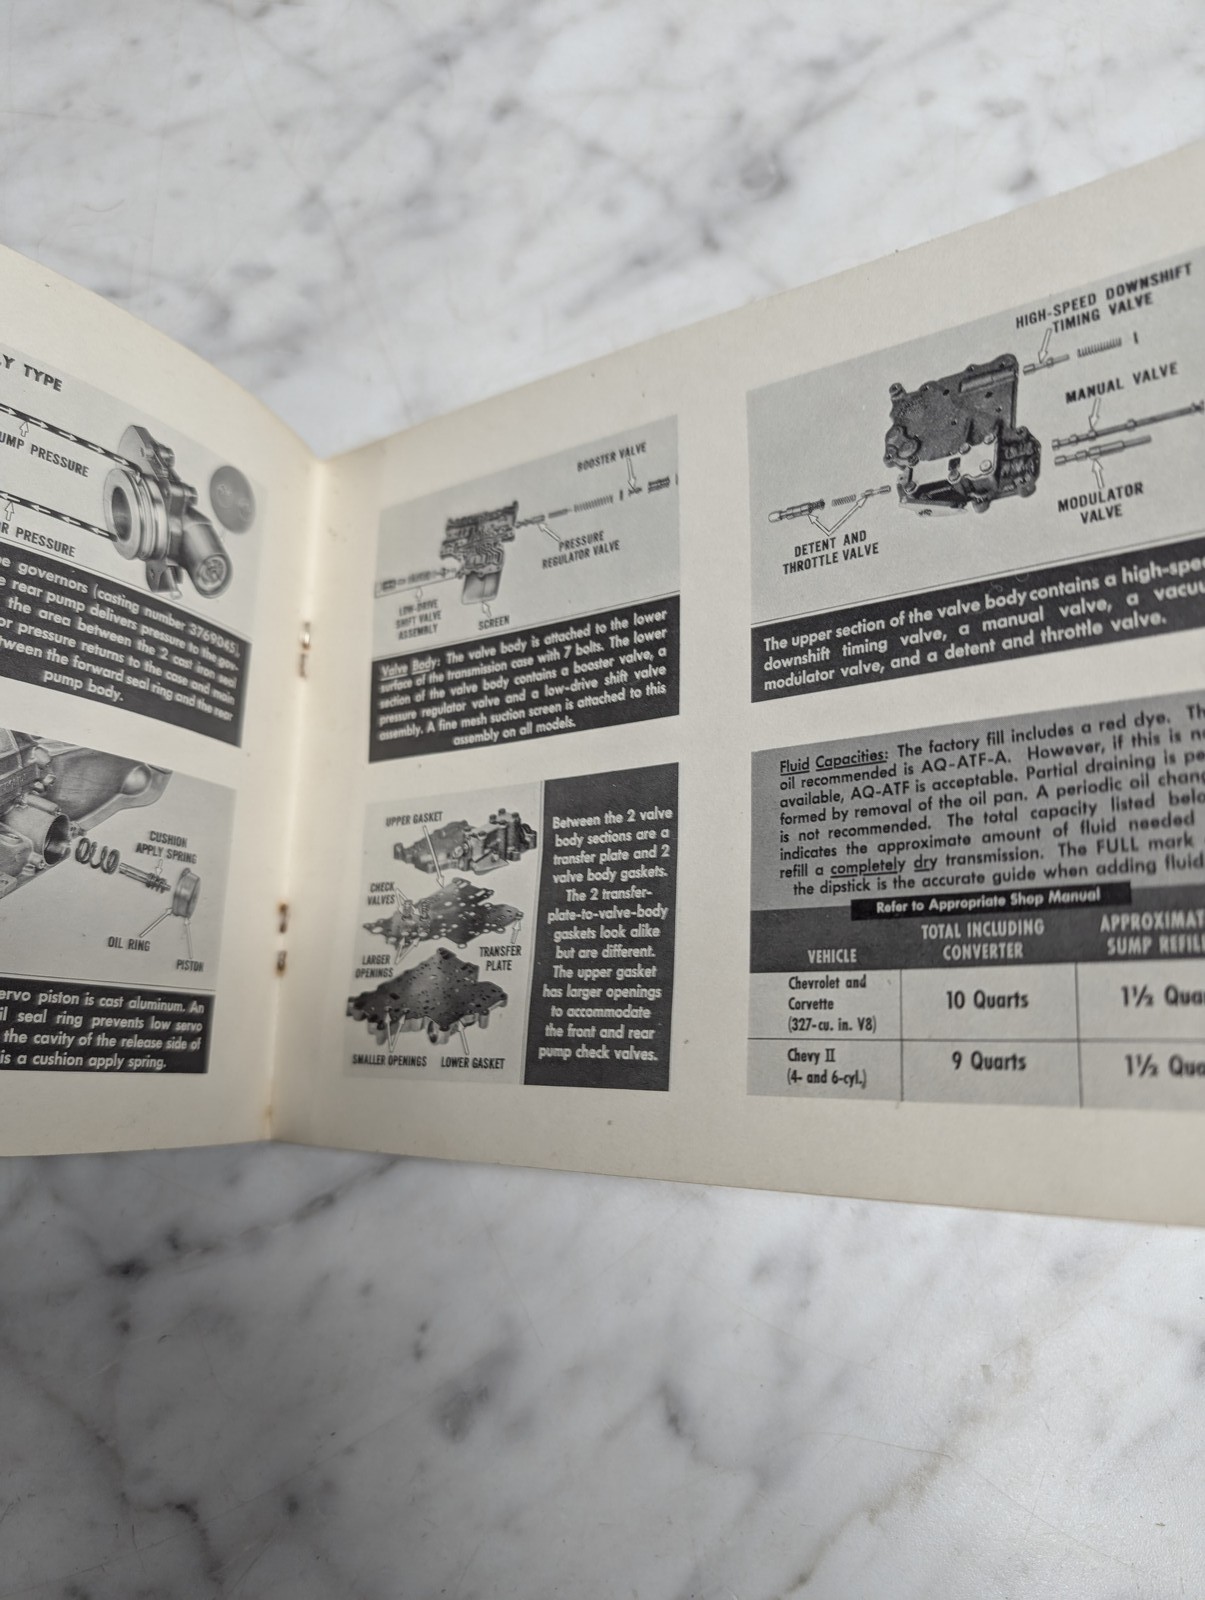 Y TYPE
UMP PRESSURE
R PRESSURE
e governors (casting number 3769045),
e rear pump delivers pressure to the gov-
the area between the 2 cast iron seal
or pressure returns to the case and main
tween the forward seal ring and the rear
pump body.
CUSHION
APPLY SPRING
OIL RING
PISTON
ervo piston is cast aluminum. An
il seal ring prevents low servo
the cavity of the release side of
is a cushion apply spring.
BOOSTER VALVE
PRESSURE
REGULATOR VALVE
LOW-DRIVE
SHIFT VALVE
ASSEMBLY
SCREEN
Valve Body: The valve body is attached to the lower
surface of the transmission case with 7 bolts. The lower
section of the valve body contains a booster valve, a
pressure regulator valve and a low-drive shift valve
assembly. A fine mesh suction screen is attached to this
assembly on all models.
UPPER GASKET
CHECK
VALVES
LARGER
OPENINGS
TRANSFER
PLATE
SMALLER OPENINGS
LOWER GASKET
Between the 2 valve
body sections are a
transfer plate and 2
valve body gaskets.
The 2 transfer-
plate-to-valve-body
gaskets look alike
but are different.
The upper gasket
has larger openings
to accommodate
the front and rear
pump check valves.
HIGH-SPEED DOWNSHIFT
TIMING VALVE
MANUAL VALVE
MODULATOR
VALVE
DETENT AND
THROTTLE VALVE
The upper section of the valve body contains a high-spee
downshift timing valve, a manual valve, a vacuu
modulator valve, and a detent and throttle valve.
Fluid Capacities: The factory fill includes a red dye. Th
oil recommended is AQ-ATF-A. However, if this is no
available, AQ-ATF is acceptable. Partial draining is pe
formed by removal of the oil pan. A periodic oil chang
is not recommended. The total capacity listed belo
indicates the approximate amount of fluid needed
refill a completely dry transmission. The FULL mark
the dipstick is the accurate guide when adding fluid
Refer to Appropriate Shop Manual
VEHICLE
TOTAL INCLUDING
CONVERTER
APPROXIMAT
SUMP REFILL
Chevrolet and
Corvette
(327-cu. in. V8)
10 Quarts
1½ Qua
Chevy II
(4- and 6-cyl.)
9 Quarts
1½ Qua